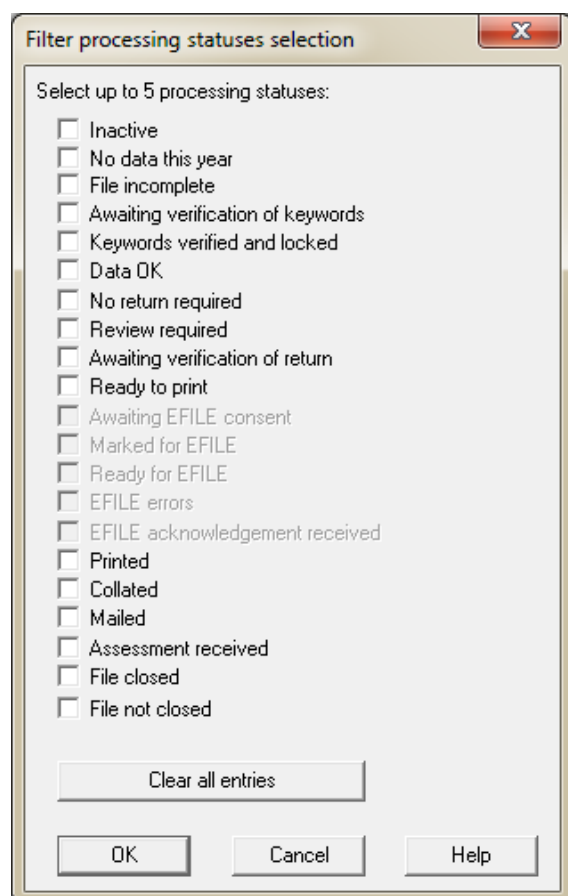 Filter processing statuses selection
Select up to 5 processing statuses:
Inactive
No data this year
File incomplete
Awaiting verification of keywords
Keywords verified and locked
Data OK
No return required
Review required
Awaiting verification of return
Ready to print
Awaiting EFILE consent
Marked for EFILE
Ready for EFILE
EFILE errors
EFILE acknowledgement received
Printed
Collated
Mailed
Assessment received
File closed
File not closed
Clear all entries
OK Cancel Help